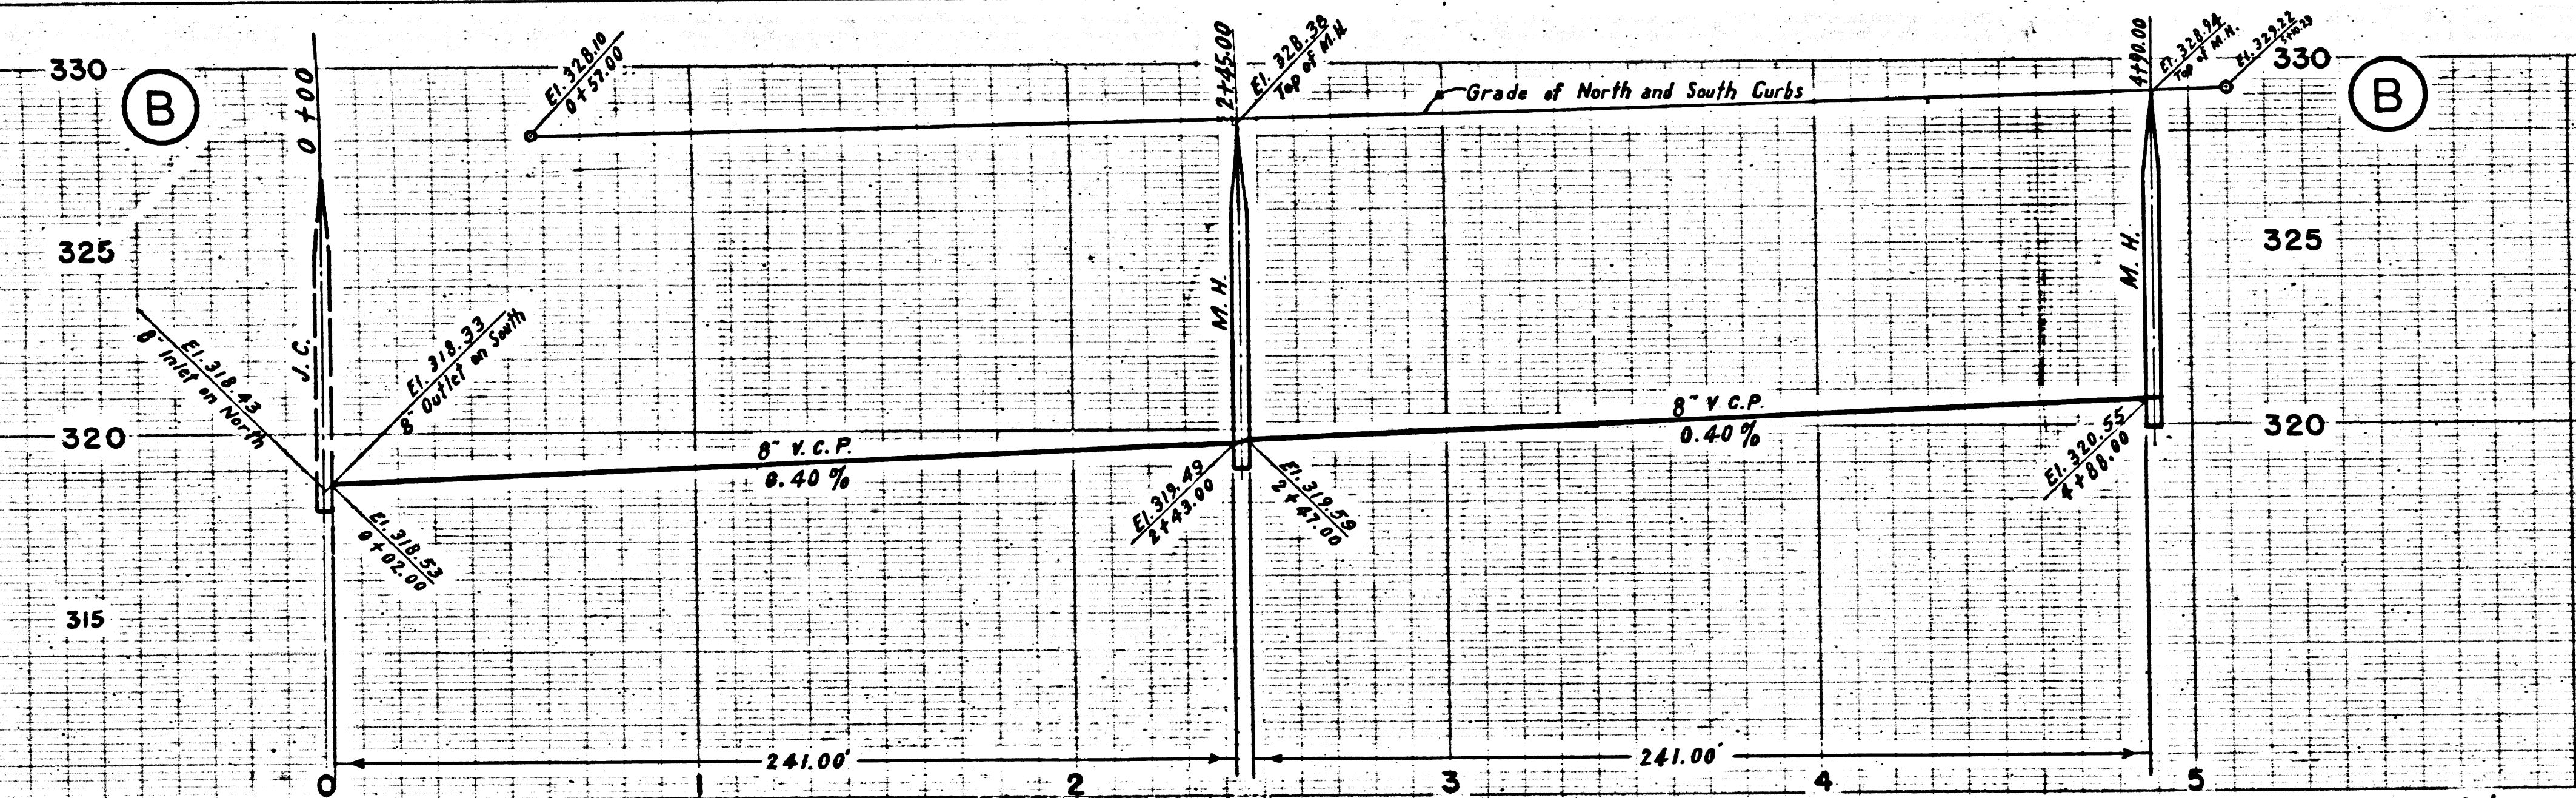 330
B
0+00
El. 328.10
0+57.00
2+45.00
Top of M.H.
Grade of North and South Curbs
4+90.00
El. 328.94
Top of M.H.
El. 329.22
330
B
325
J.C.
M.H.
M.H.
325
El. 318.43
8" Inlet on North
El. 318.33
8" Outlet on South
320
8" V.C.P.
0.40 %
8" V.C.P.
0.40 %
320
El. 318.53
0+02.00
El. 319.49
2+43.00
El. 319.59
2+47.00
El. 320.55
4+88.00
315
241.00'
241.00'
0
1
2
3
4
5